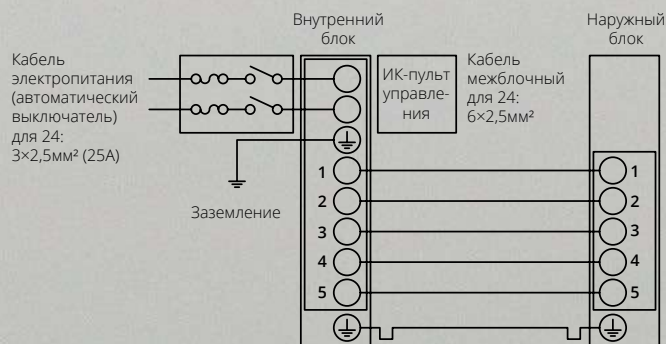 Внутренний
блок
Наружный
блок
Кабель
электропитания
(автоматический
выключатель)
для 24:
3×2,5мм² (25А)
ИК-пульт
управле-
ния
Кабель
межблочный
для 24:
6×2,5мм²
Заземление
1
2
3
4
5
1
2
3
4
5